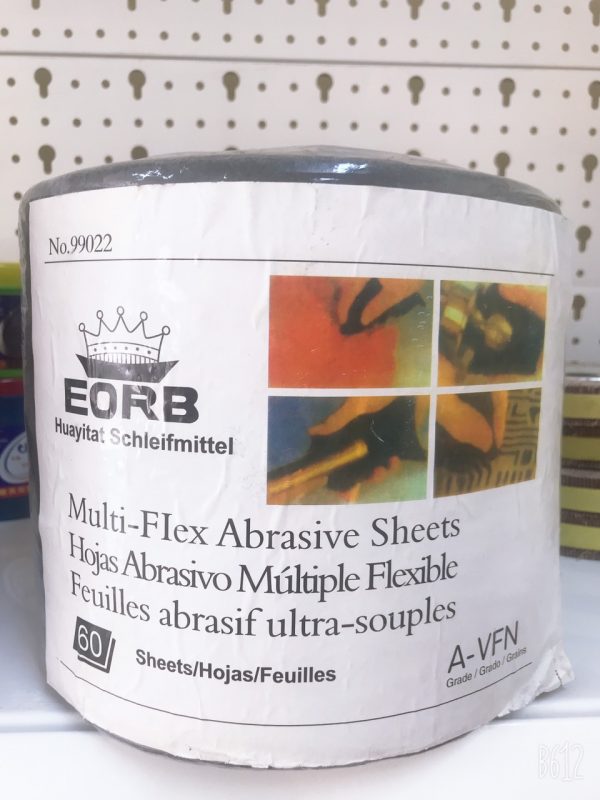 No.99022
EORB
Huayitat Schleifmittel
Multi-FIex Abrasive Sheets
Hojas Abrasivo Múltiple Flexible
Feuilles abrasif ultra-souples
60
Sheets/Hojas/Feuilles
A-VFN
Grade / Grado / Grains
B612